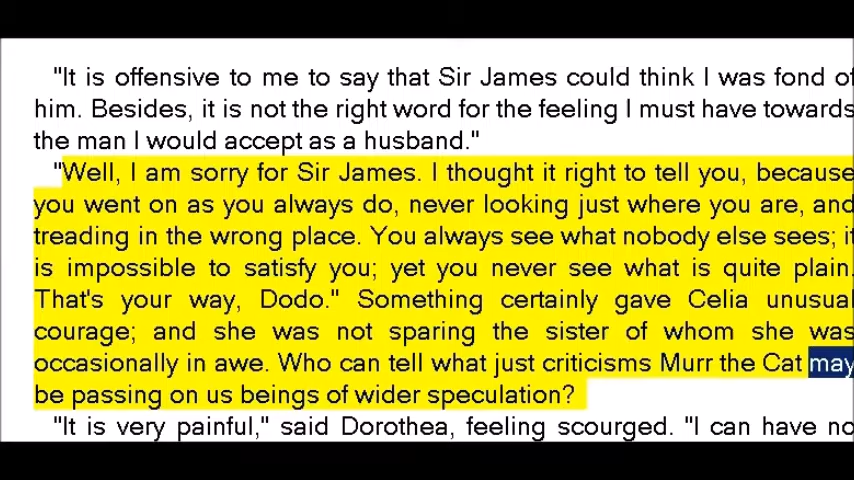 "It is offensive to me to say that Sir James could think I was fond of
him. Besides, it is not the right word for the feeling I must have towards
the man I would accept as a husband."
"Well, I am sorry for Sir James. I thought it right to tell you, because
you went on as you always do, never looking just where you are, and
treading in the wrong place. You always see what nobody else sees; it
is impossible to satisfy you; yet you never see what is quite plain.
That's your way, Dodo." Something certainly gave Celia unusual
courage; and she was not sparing the sister of whom she was
occasionally in awe. Who can tell what just criticisms Murr the Cat may
be passing on us beings of wider speculation?
"It is very painful," said Dorothea, feeling scourged. "I can have no